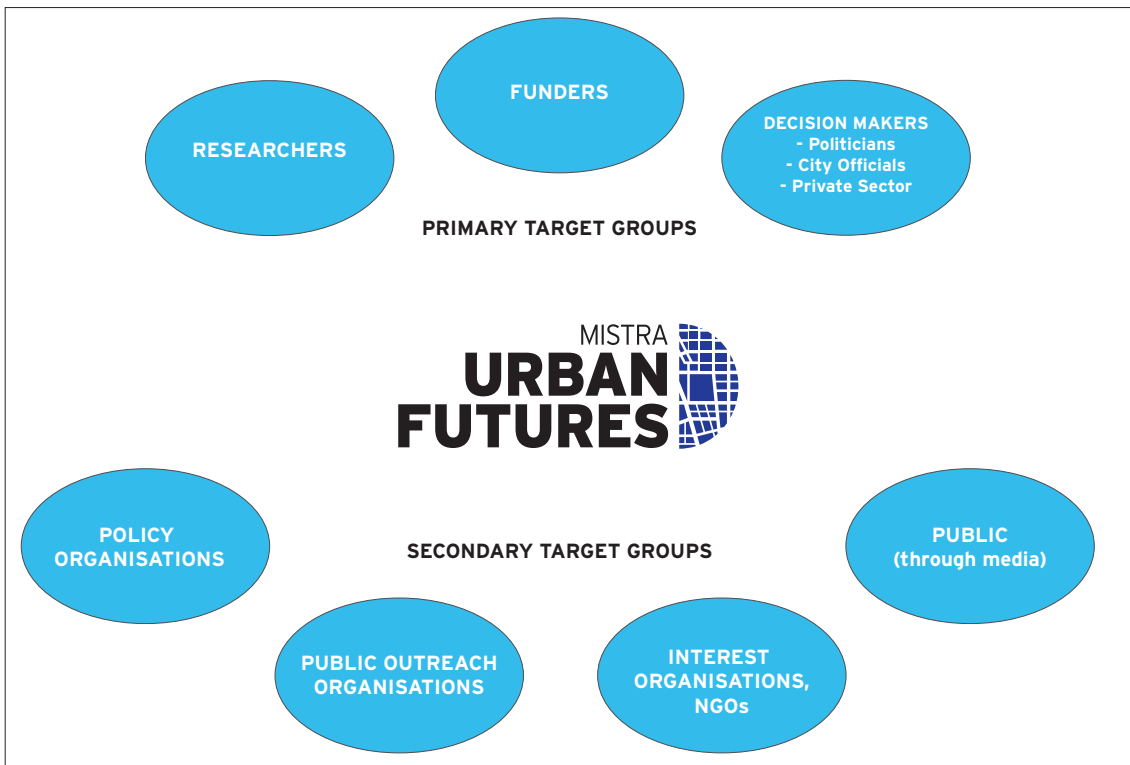 FUNDERS
RESEARCHERS
DECISION MAKERS
- Politicians
- City Officials
- Private Sector
PRIMARY TARGET GROUPS
MISTRA
URBAN
FUTURES
POLICY
ORGANISATIONS
SECONDARY TARGET GROUPS
PUBLIC
(through media)
PUBLIC OUTREACH
ORGANISATIONS
INTEREST
ORGANISATIONS,
NGOs